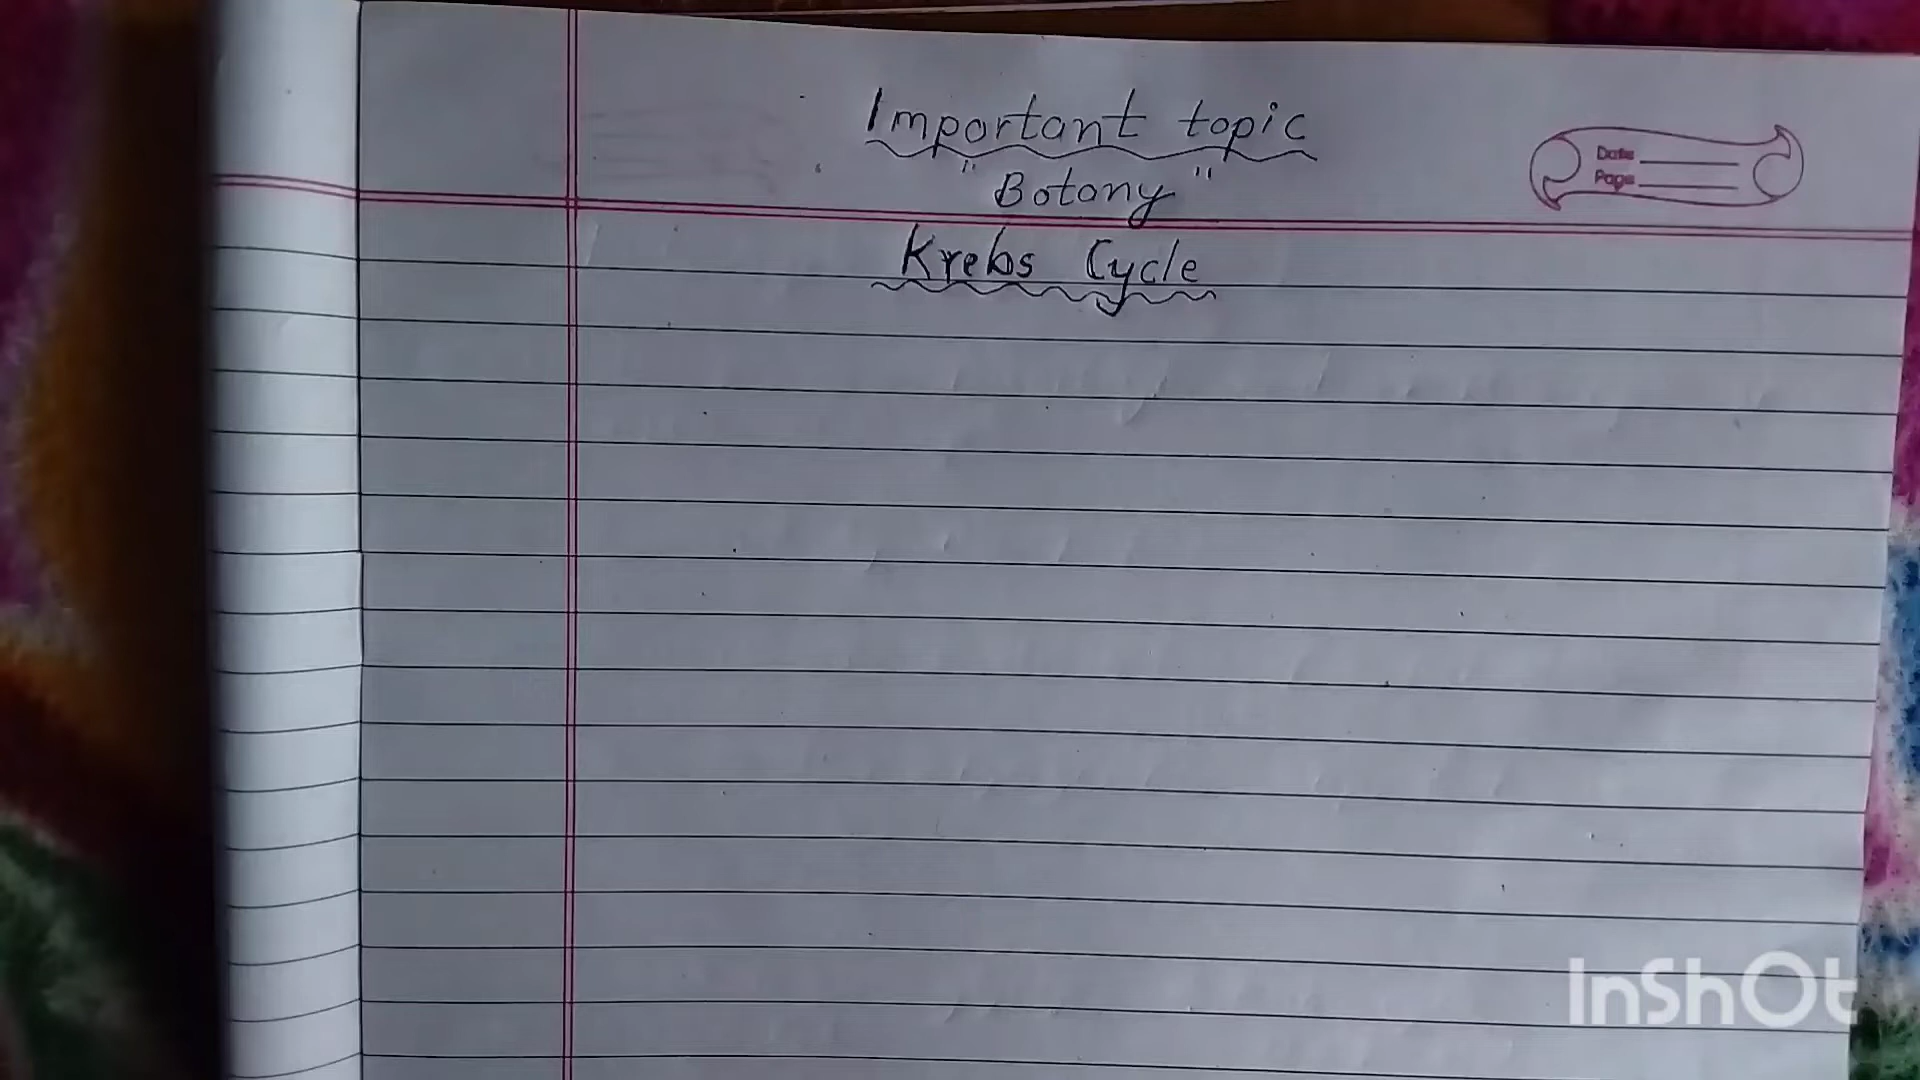 Important topic
"Botany"
Date
Page
Krebs Cycle
InShOt